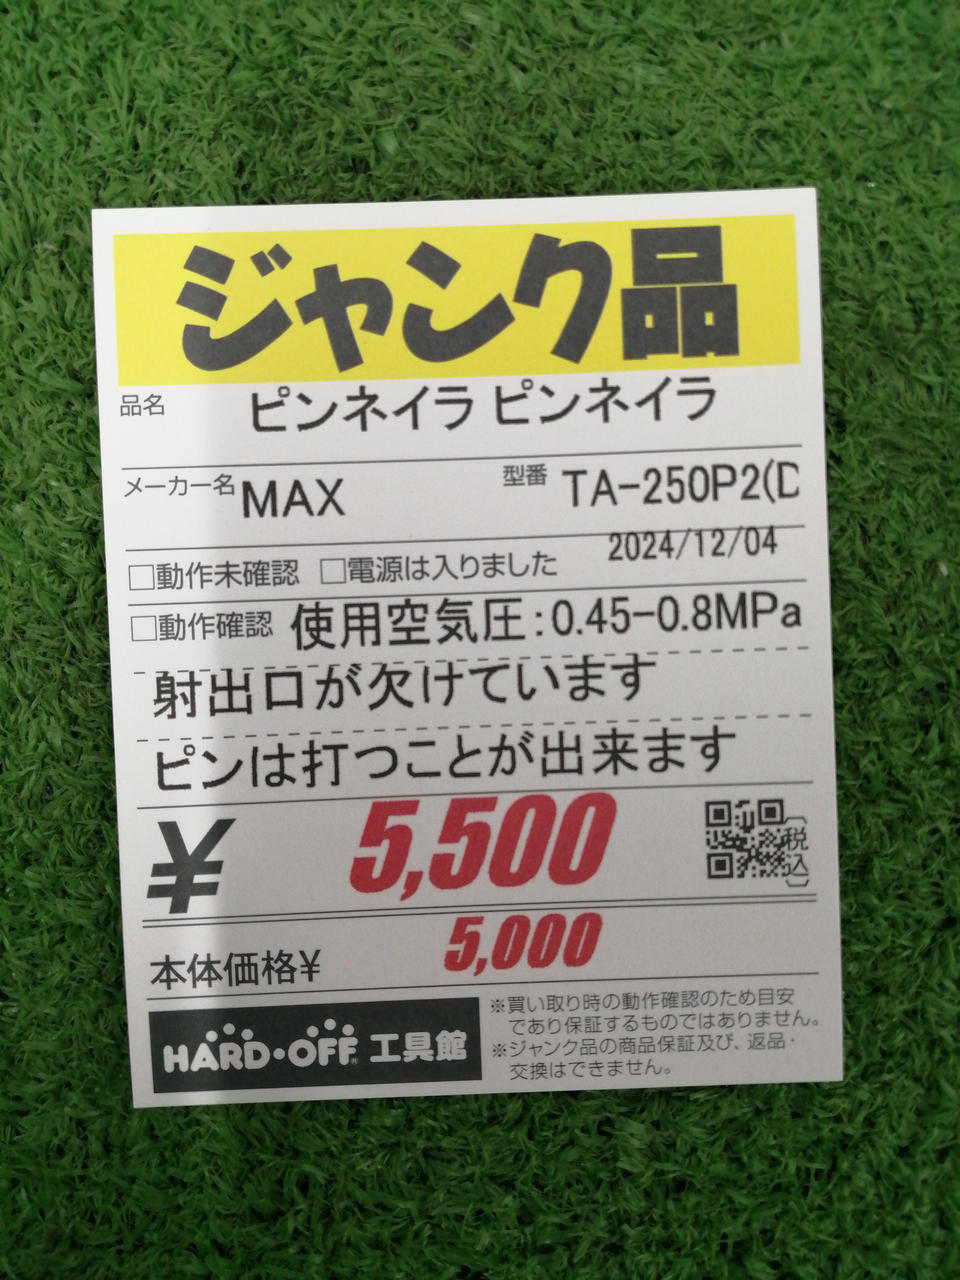 ジャンク品
品名 ピンネイラ ピンネイラ
メーカー名 MAX 型番 TA-250P2(D
2024/12/04
□動作未確認 □電源は入りました
□動作確認 使用空気圧:0.45-0.8MPa
射出口が欠けています
ピンは打つことが出来ます
¥ 5,500 (税込)
本体価格¥ 5,000
HARD・OFF® 工具館
※買い取り時の動作確認のため目安
であり保証するものではありません。
※ジャンク品の商品保証及び、返品・
交換はできません。